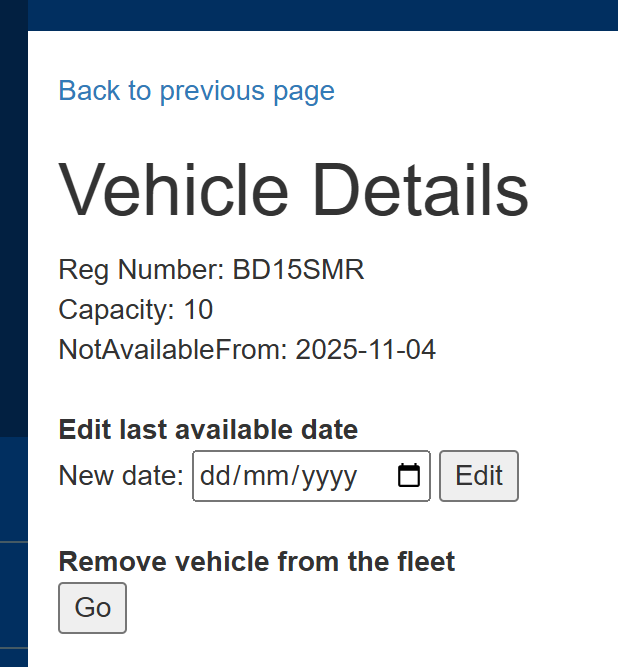 Back to previous page
Vehicle Details
Reg Number: BD15SMR
Capacity: 10
NotAvailableFrom: 2025-11-04
Edit last available date
New date: dd/mm/yyyy Edit
Remove vehicle from the fleet
Go